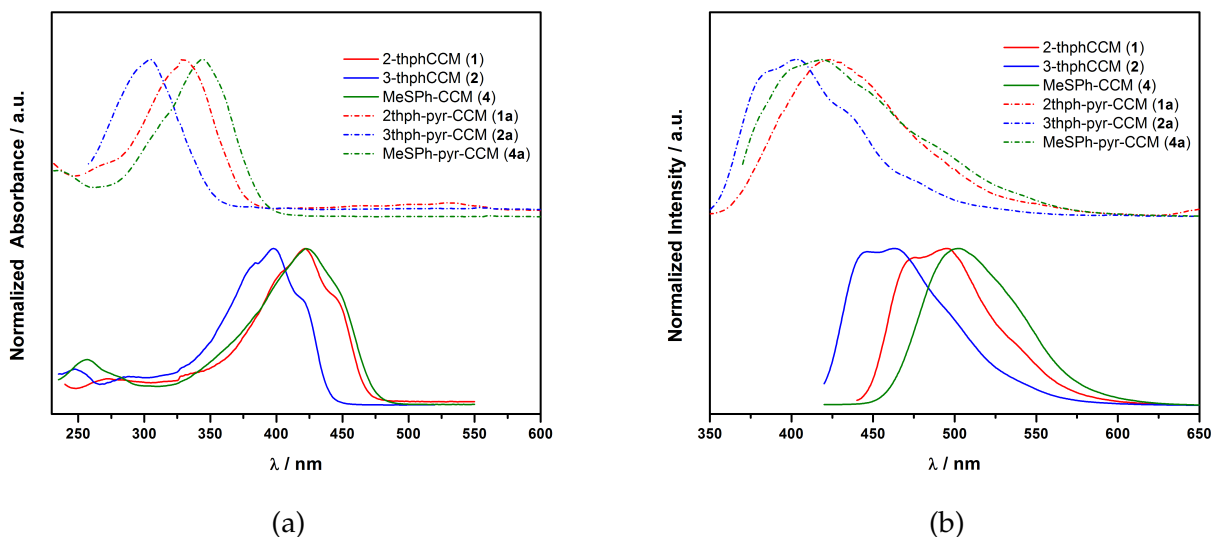 Normalized Absorbance / a.u.
2-thphCCM (1)
3-thphCCM (2)
MeSPh-CCM (4)
2thph-pyr-CCM (1a)
3thph-pyr-CCM (2a)
MeSPh-pyr-CCM (4a)
250 300 350 400 450 500 550 600
λ / nm
(a)
Normalized Intensity / a.u.
2-thphCCM (1)
3-thphCCM (2)
MeSPh-CCM (4)
2thph-pyr-CCM (1a)
3thph-pyr-CCM (2a)
MeSPh-pyr-CCM (4a)
350 400 450 500 550 600 650
λ / nm
(b)